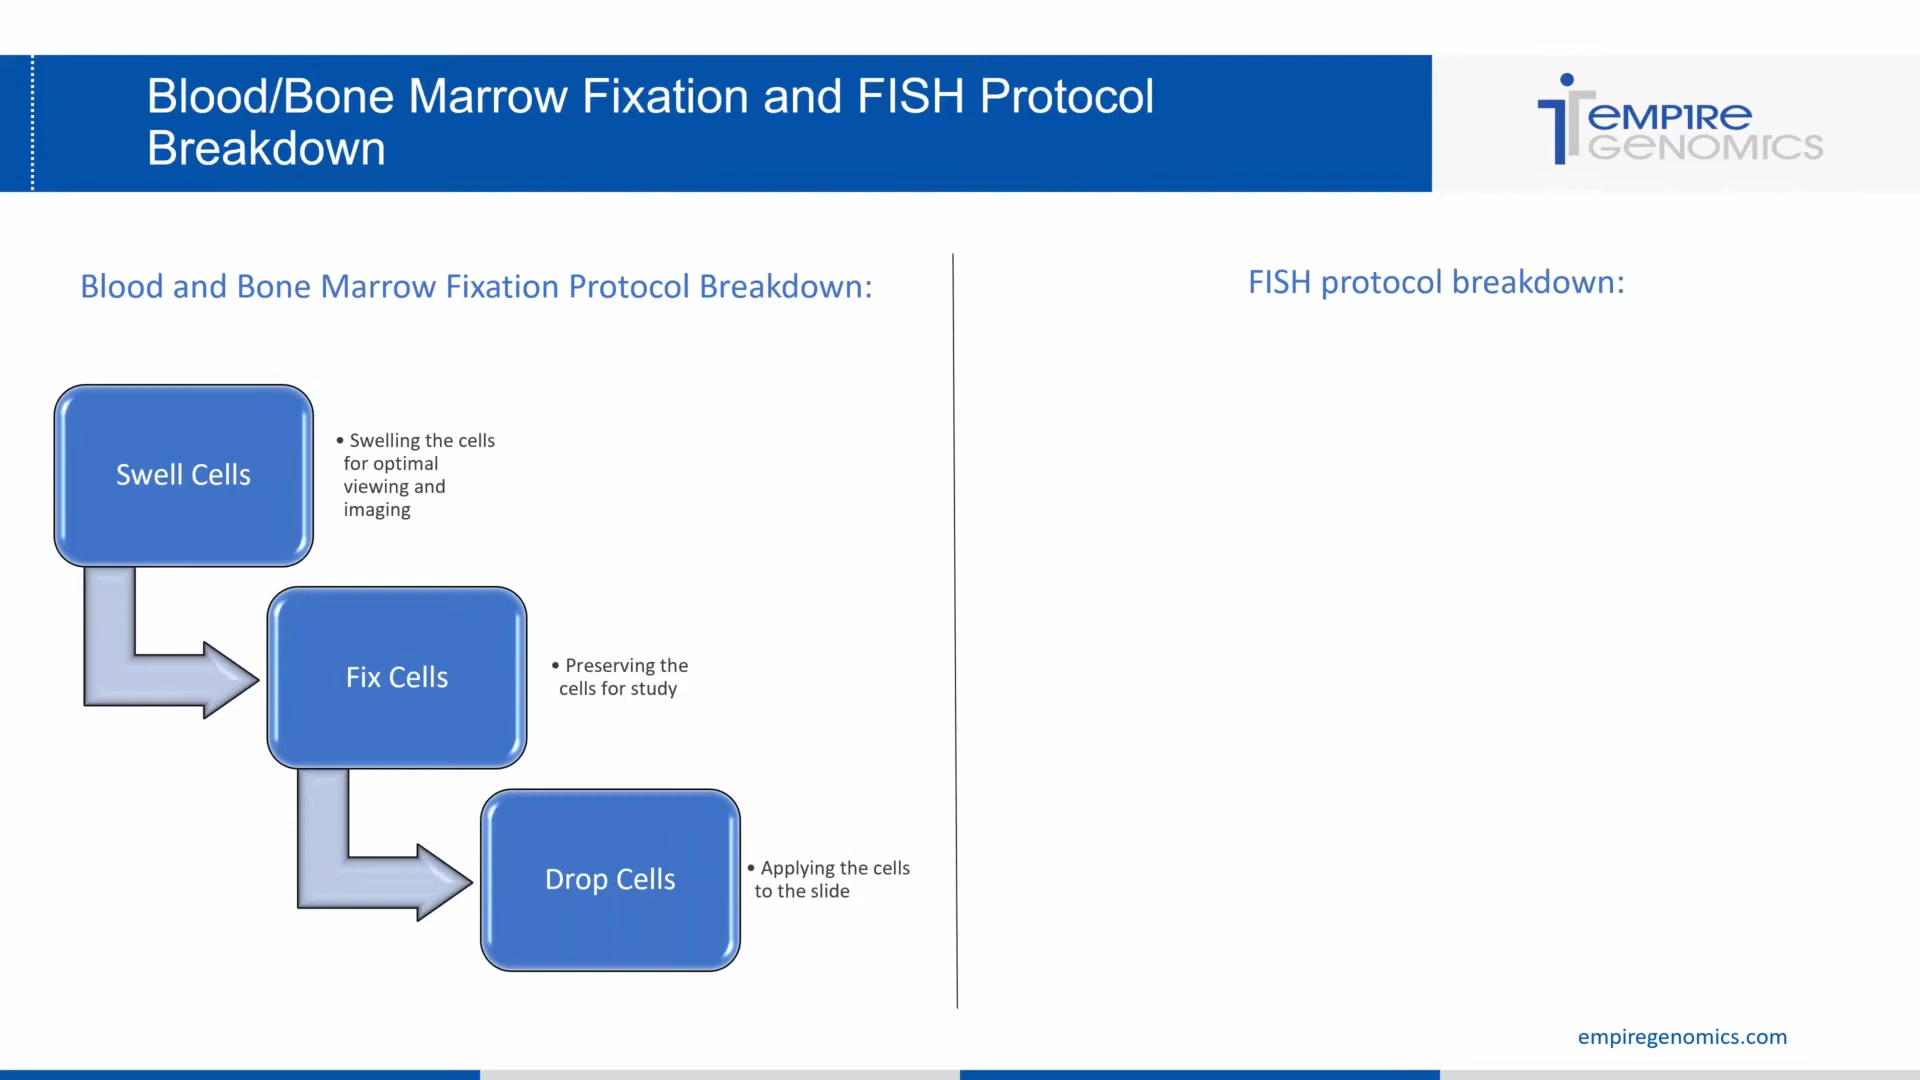 Blood/Bone Marrow Fixation and FISH Protocol
Breakdown
EMPIRE
GENOMICS
Blood and Bone Marrow Fixation Protocol Breakdown:
Swell Cells
• Swelling the cells
for optimal
viewing and
imaging
Fix Cells
• Preserving the
cells for study
Drop Cells
• Applying the cells
to the slide
FISH protocol breakdown:
empiregenomics.com